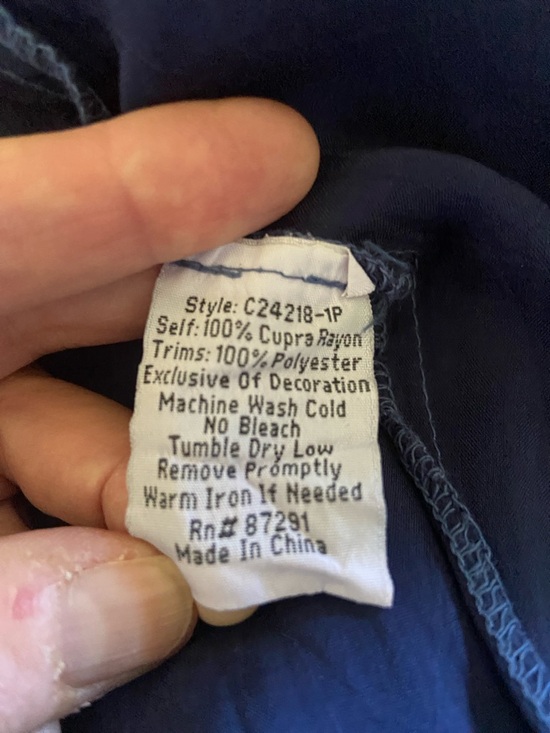 Style: C24218-1P
Self: 100% Cupra Rayon
Trims: 100% Polyester
Exclusive Of Decoration
Machine Wash Cold
No Bleach
Tumble Dry Low
Remove Promptly
Warm Iron If Needed
Rn# 87291
Made In China